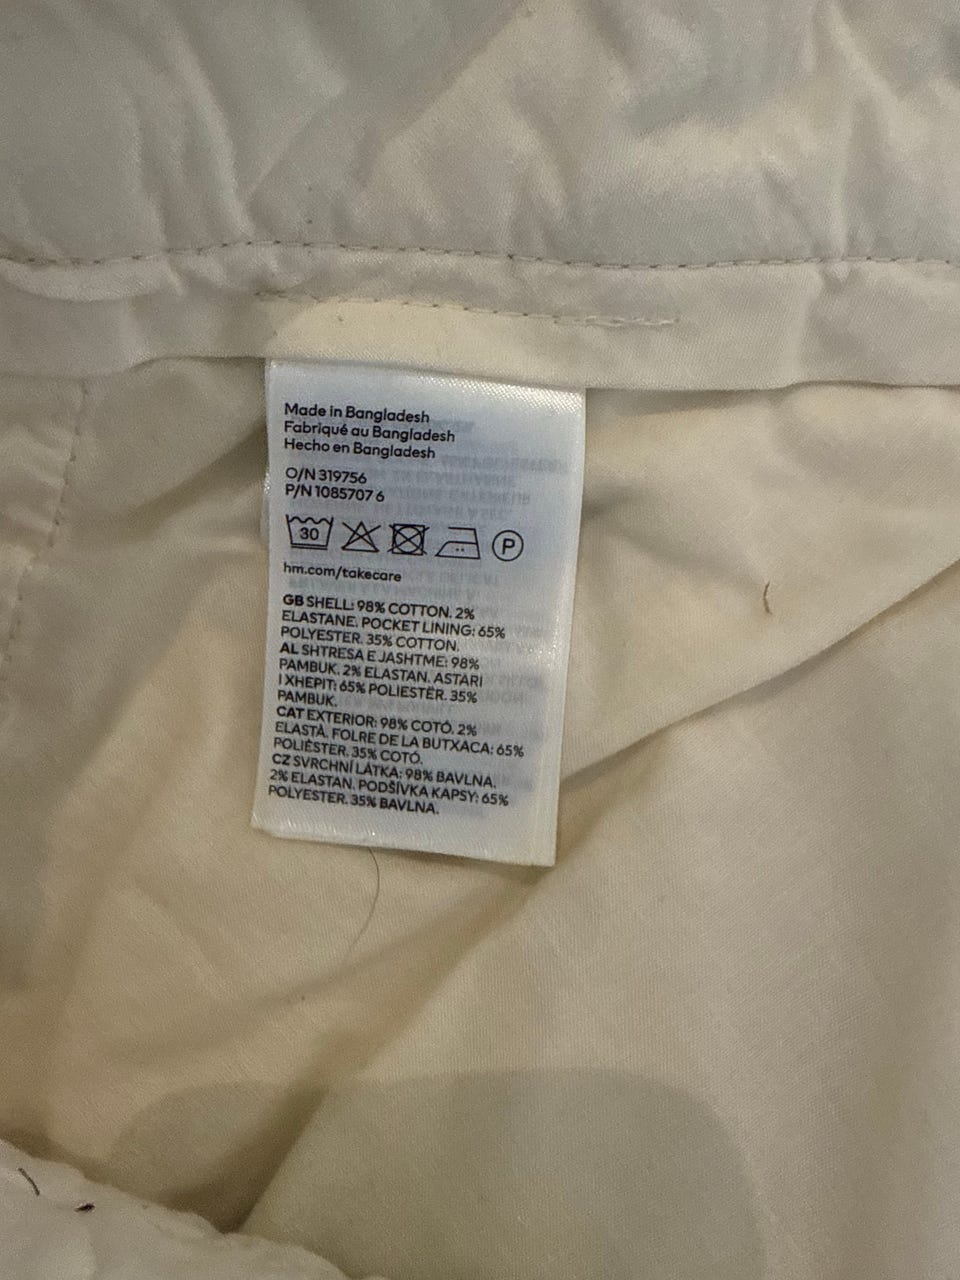 Made in Bangladesh
Fabriqué au Bangladesh
Hecho en Bangladesh
O/N 319756
P/N 1085707 6
30 P
hm.com/takecare
GB SHELL: 98% COTTON. 2%
ELASTANE. POCKET LINING: 65%
POLYESTER. 35% COTTON.
AL SHTRESA E JASHTME: 98%
PAMBUK. 2% ELASTAN. ASTARI
I XHEPIT: 65% POLIESTËR. 35%
PAMBUK.
CAT EXTERIOR: 98% COTÓ. 2%
ELASTÀ. FOLRE DE LA BUTXACA: 65%
POLIÈSTER. 35% COTÓ.
CZ SVRCHNÍ LÁTKA: 98% BAVLNA.
2% ELASTAN. PODŠÍVKA KAPSY: 65%
POLYESTER. 35% BAVLNA.